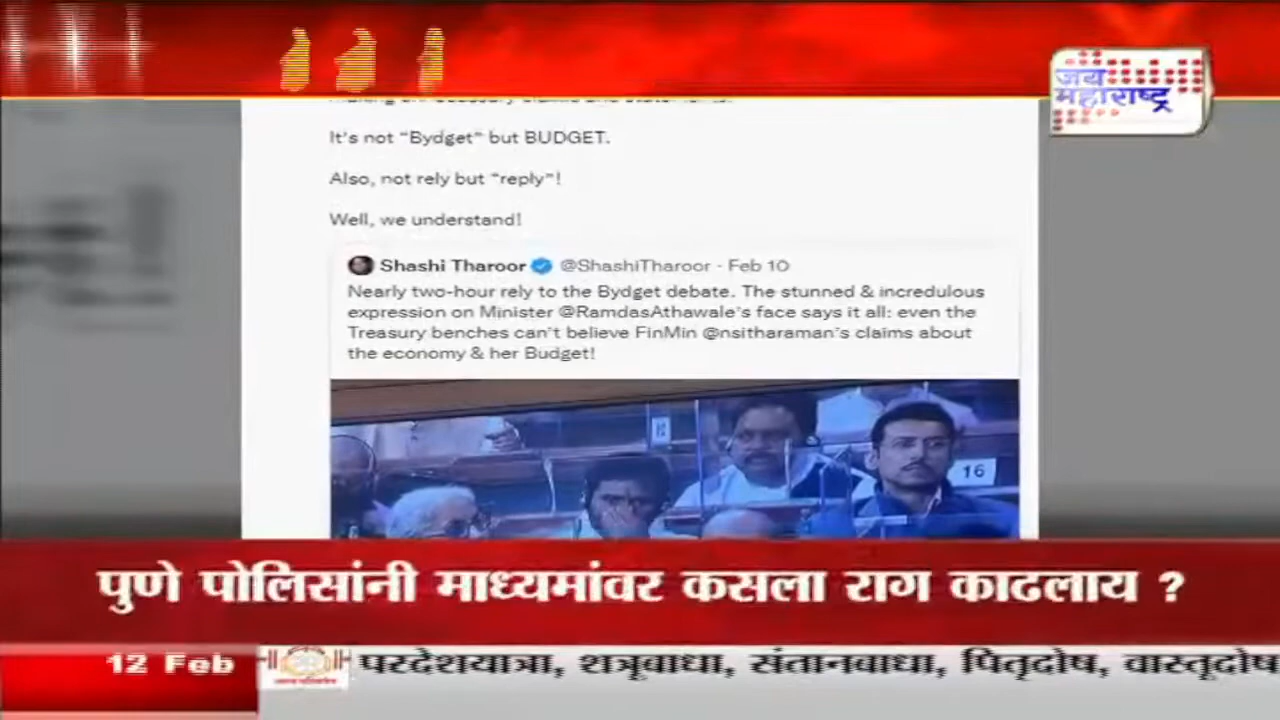 जय
महाराष्ट्र
It's not "Bydget" but BUDGET.
Also, not rely but "reply"!
Well, we understand!
Shashi Tharoor @ShashiTharoor · Feb 10
Nearly two-hour rely to the Bydget debate. The stunned & incredulous
expression on Minister @RamdasAthawale's face says it all: even the
Treasury benches can't believe FinMin @nsitharaman's claims about
the economy & her Budget!
16
पुणे पोलिसांनी माध्यमांवर कसला राग काढलाय ?
12 Feb परदेशयात्रा, शत्रूबाधा, संतानबाधा, पितृदोष, वास्तूदोष